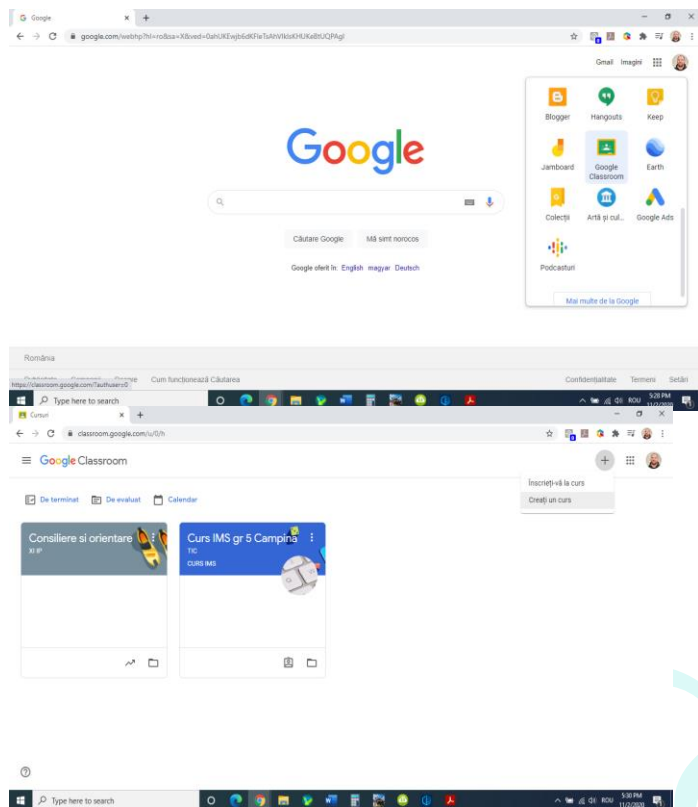 Google
google.com/webhp?hl=ro&sa=X&ved=
Gmail Imagini
Blogger Hangouts Keep
Jamboard Google Classroom Earth
Colecții Artă și cul... Google Ads
Podcasturi
Mai multe de la Google
Google
Căutare Google Mă simt norocos
Google oferit în: English magyar Deutsch
România
Cum funcționează Căutarea Confidențialitate Termeni Setări
https://classroom.google.com/?authuser=0
Type here to search ROU 5:28 PM
11/2/2020
Cursuri
classroom.google.com/u/0/h
Google Classroom
Înscrieți-vă la curs
Creați un curs
De terminat De evaluat Calendar
Consiliere si orientare
XI IP
Curs IMS gr 5 Campina
TIC
CURS IMS
Type here to search ROU 5:30 PM
11/2/2020